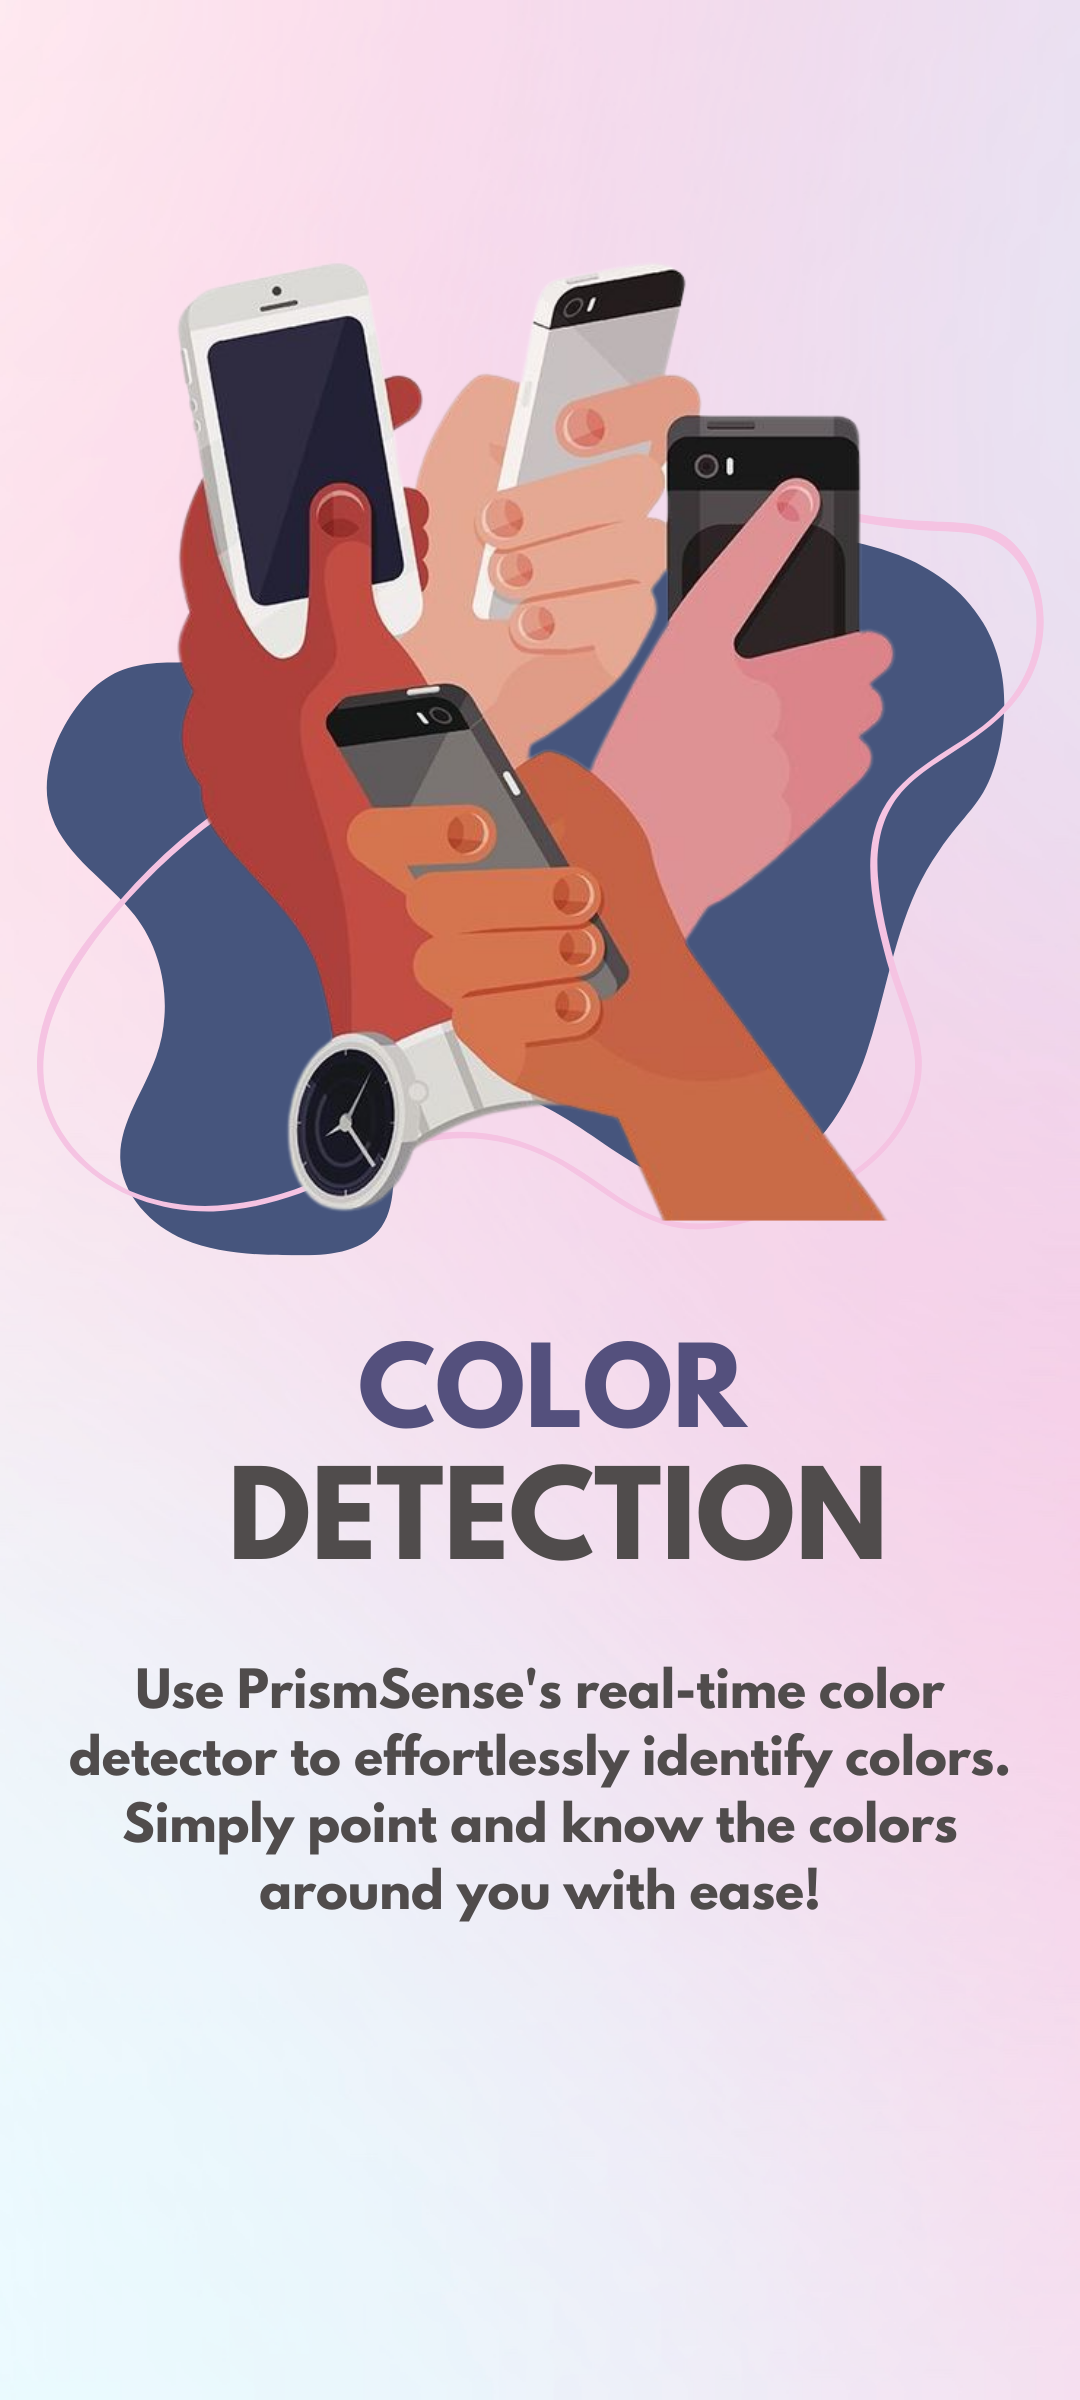 COLOR
DETECTION
Use PrismSense's real-time color
detector to effortlessly identify colors.
Simply point and know the colors
around you with ease!